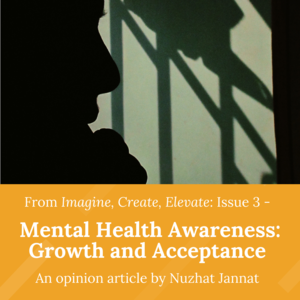 From Imagine, Create, Elevate: Issue 3 -
Mental Health Awareness:
Growth and Acceptance
An opinion article by Nuzhat Jannat